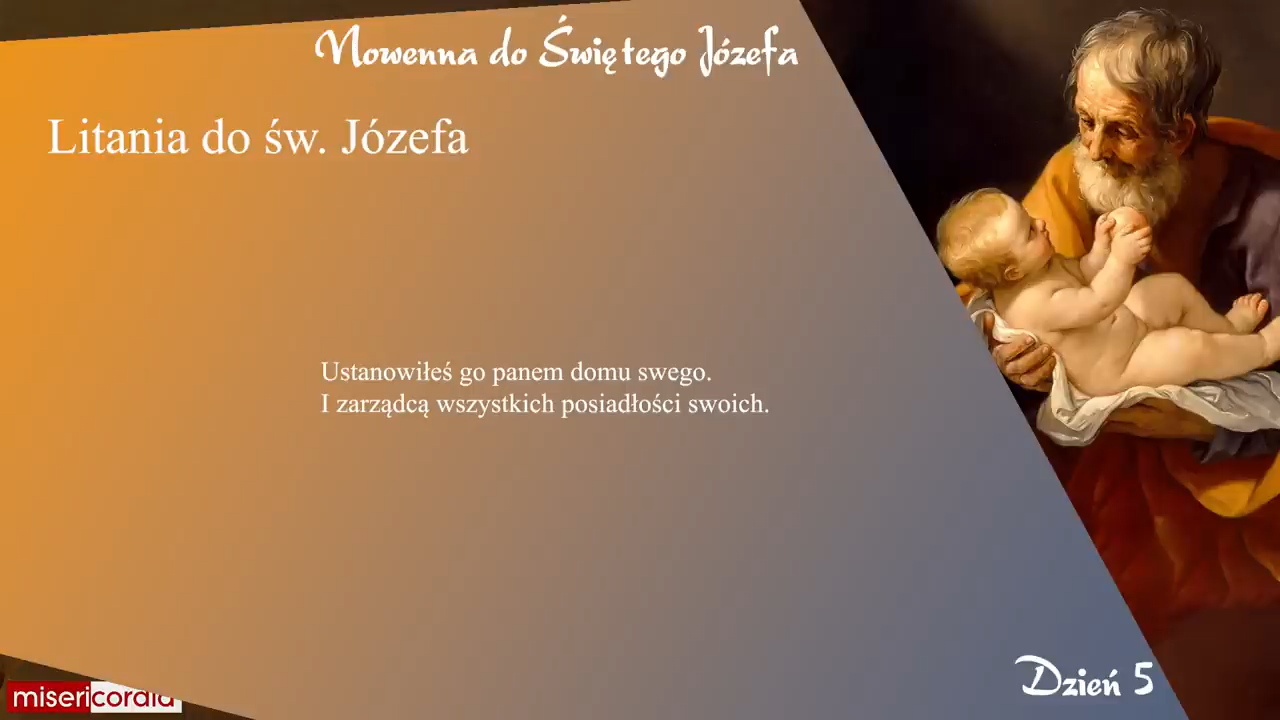 Nowenna do Świętego Józefa
Litania do św. Józefa
Ustanowiłeś go panem domu swego.
I zarządcą wszystkich posiadłości swoich.
Dzień 5
misericordia